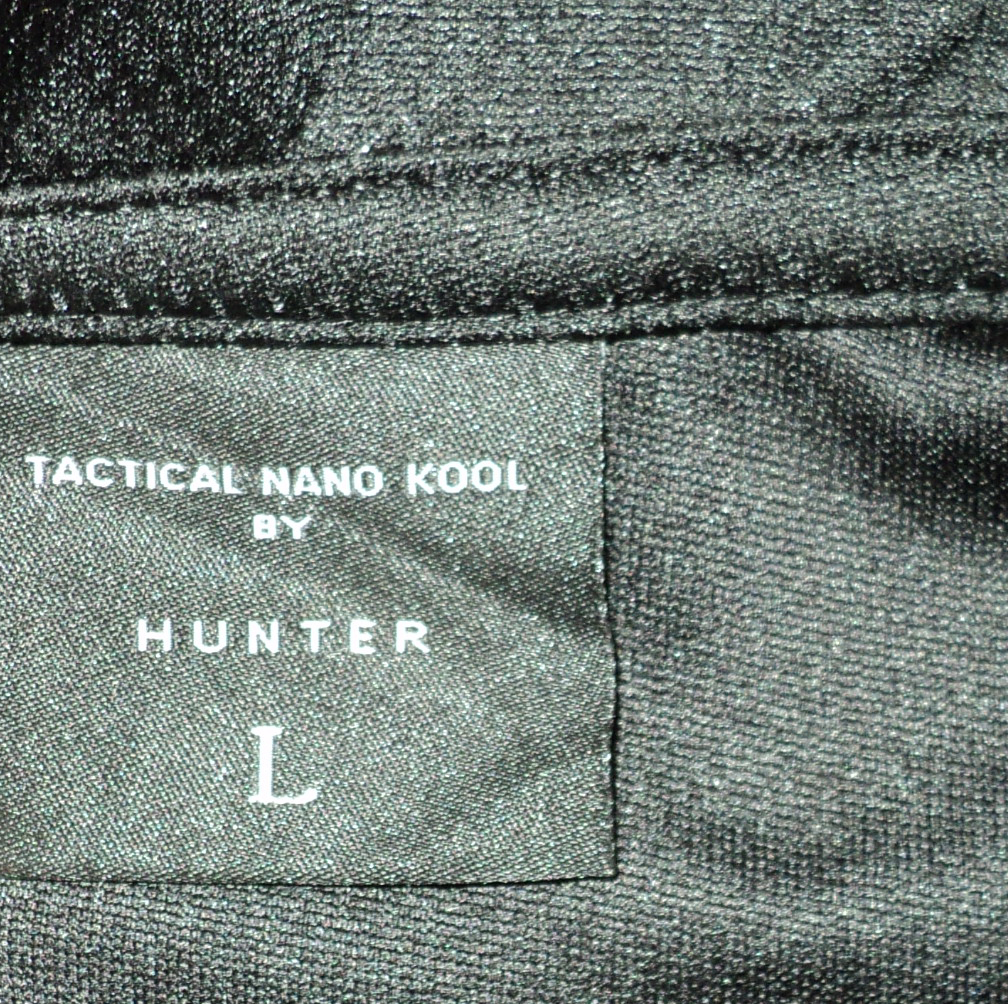 TACTICAL NANO KOOL
BY
HUNTER
L